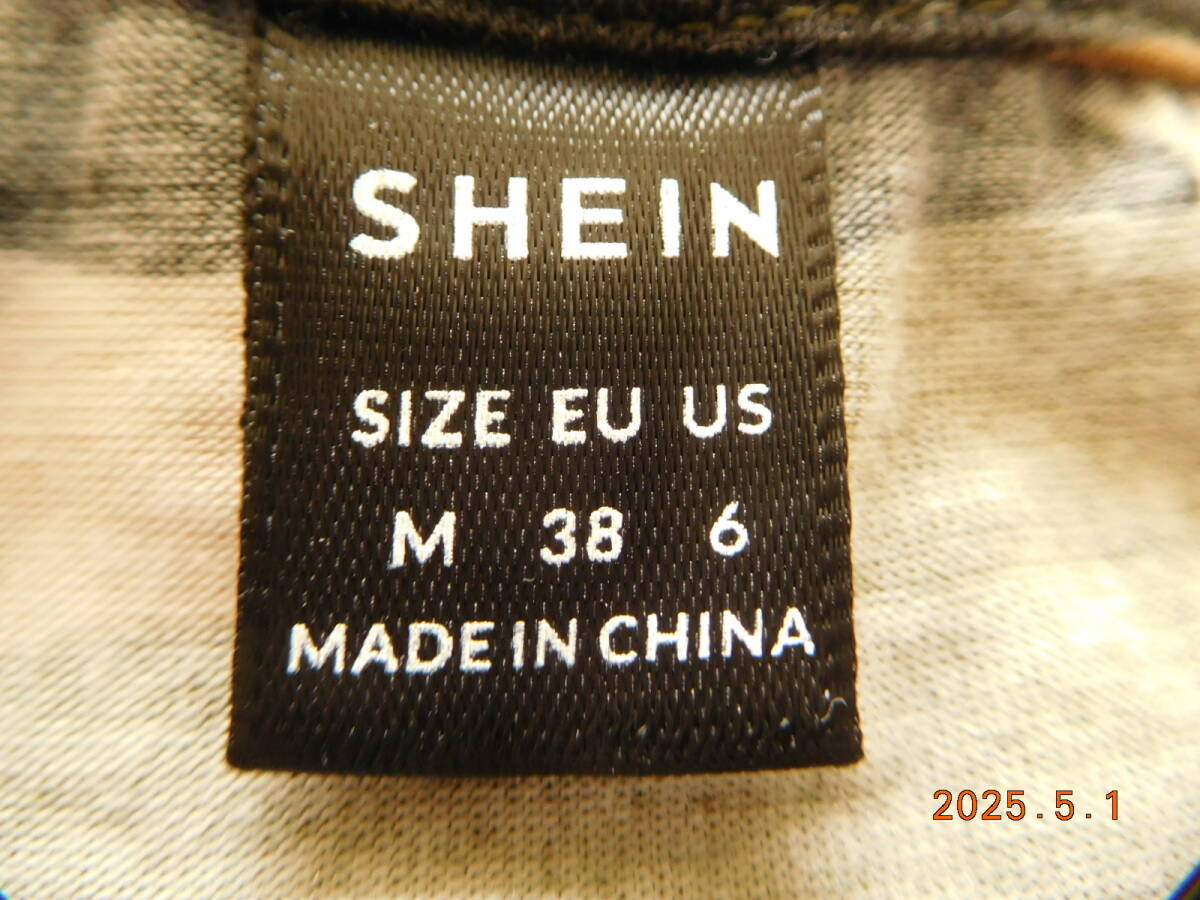 SHEIN
SIZE EU US
M 38 6
MADE IN CHINA
2025.5.1